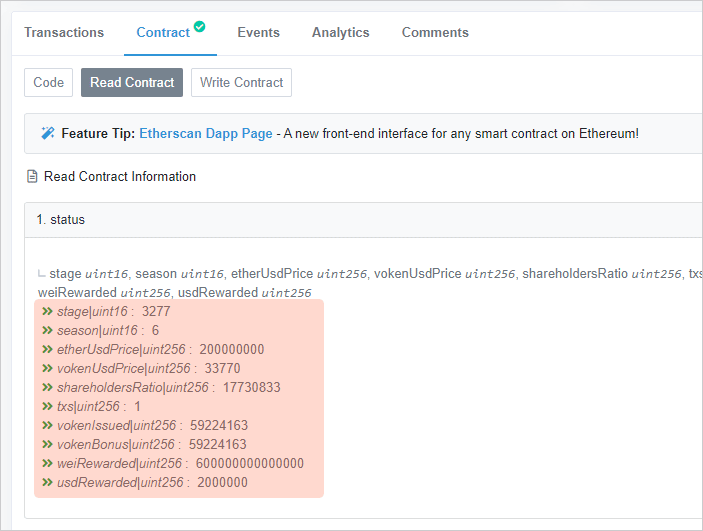 Transactions Contract Events Analytics Comments
Code Read Contract Write Contract
Feature Tip: Etherscan Dapp Page - A new front-end interface for any smart contract on Ethereum!
Read Contract Information
1. status
stage uint16, season uint16, etherUsdPrice uint256, vokenUsdPrice uint256, shareholdersRatio uint256, txs
weiRewarded uint256, usdRewarded uint256
stage|uint16 : 3277
season|uint16 : 6
etherUsdPrice|uint256 : 200000000
vokenUsdPrice|uint256 : 33770
shareholdersRatio|uint256 : 17730833
txs|uint256 : 1
vokenIssued|uint256 : 59224163
vokenBonus|uint256 : 59224163
weiRewarded|uint256 : 600000000000000
usdRewarded|uint256 : 2000000